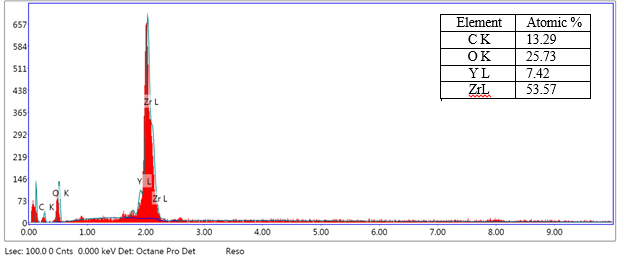 Element Atomic %
C K 13.29
O K 25.73
Y L 7.42
ZrL 53.57
657
584
511
438
365
292
219
146
73
0
Zr L
Y L
O K
C K
Zr L
0.00 1.00 2.00 3.00 4.00 5.00 6.00 7.00 8.00 9.00
Lsec: 100.0 0 Cnts 0.000 keV Det: Octane Pro Det Reso